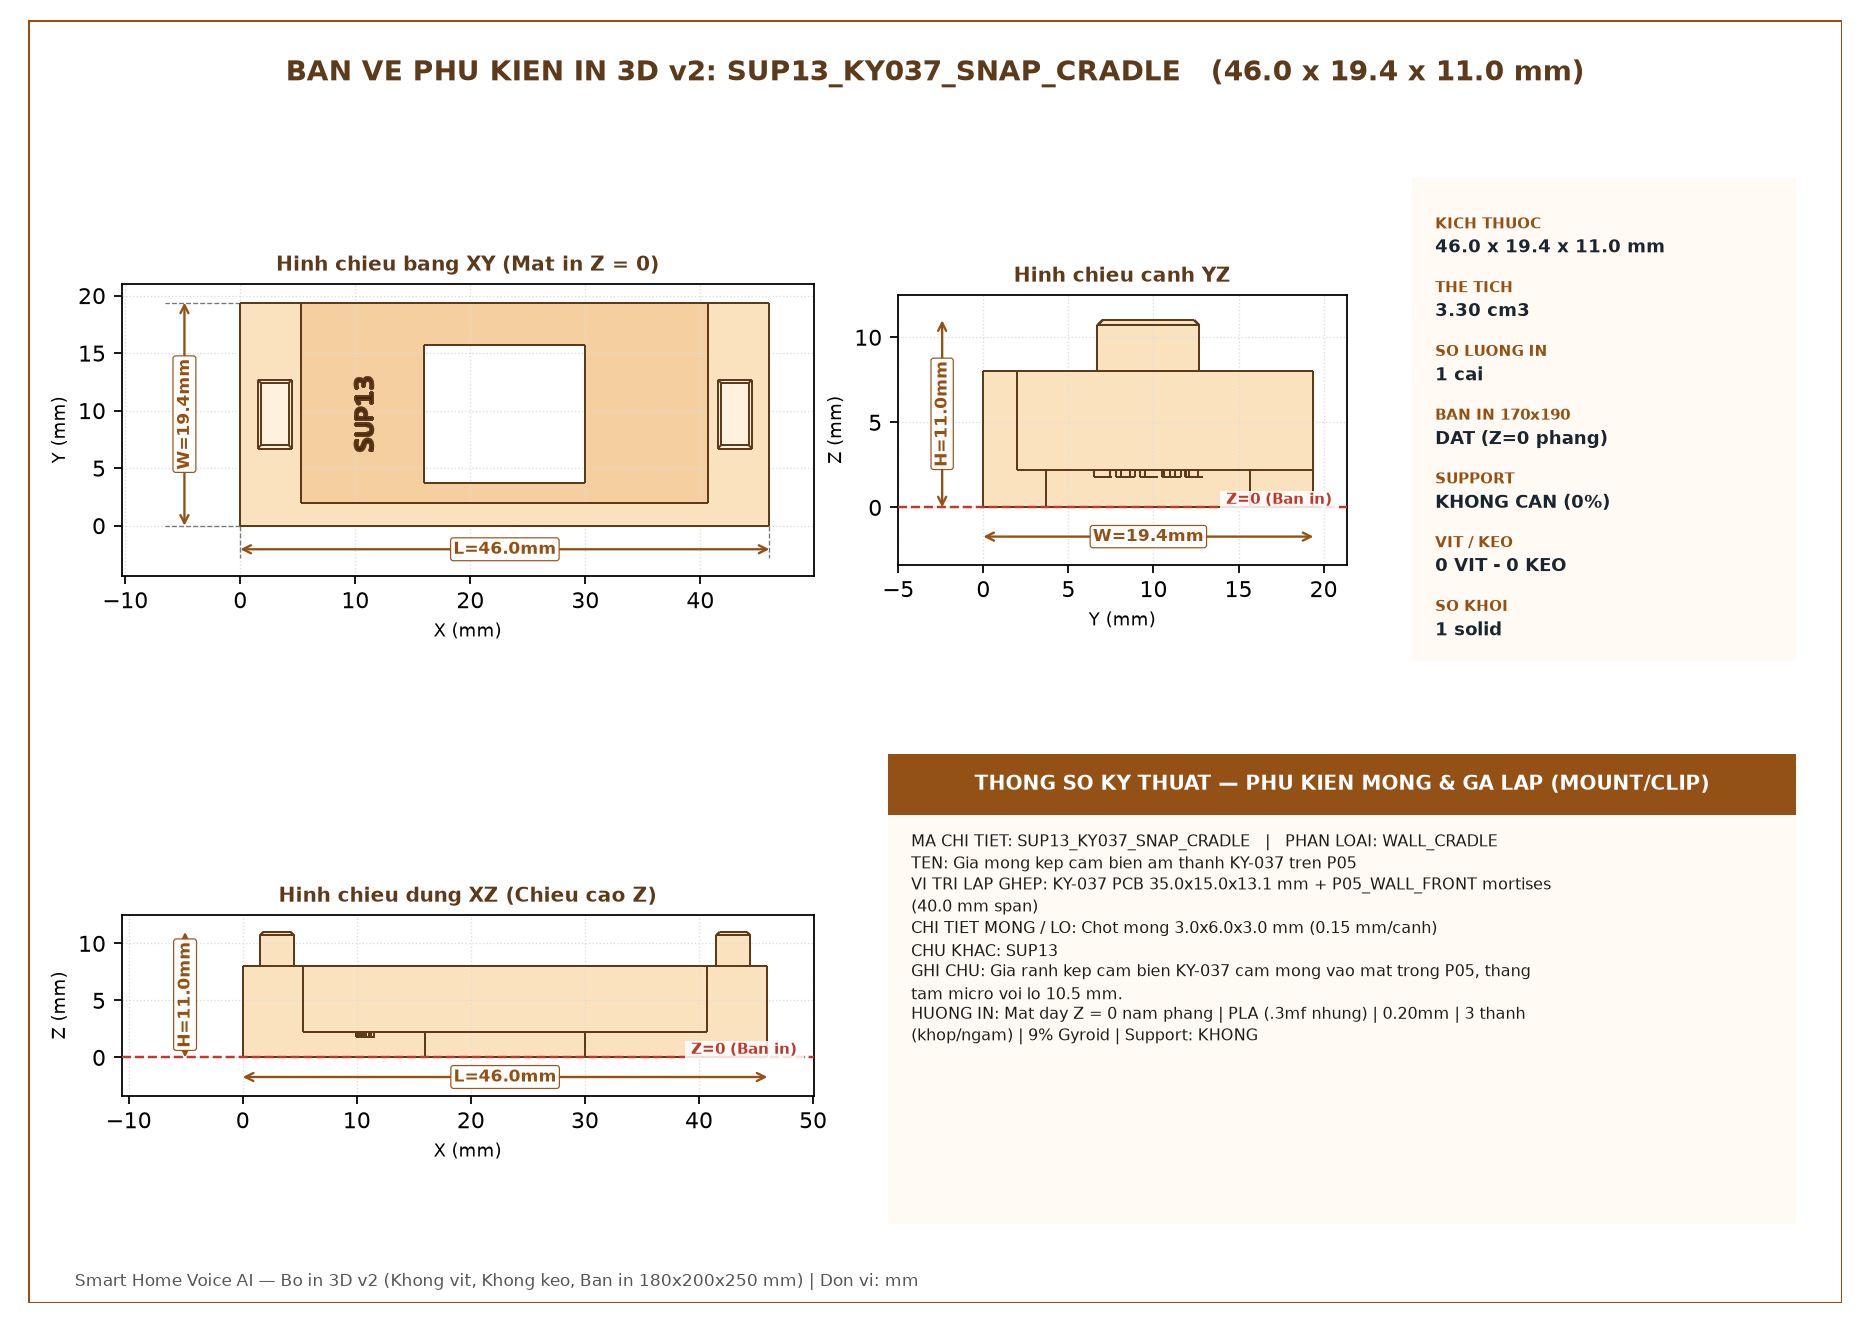 BAN VE PHU KIEN IN 3D v2: SUP13_KY037_SNAP_CRADLE (46.0 x 19.4 x 11.0 mm)
Hinh chieu bang XY (Mat in Z = 0)
20
15
10
5
0
Y (mm)
W=19.4mm
SUP13
L=46.0mm
−10 0 10 20 30 40
X (mm)
Hinh chieu canh YZ
10
5
0
Z (mm)
H=11.0mm
Z=0 (Ban in)
W=19.4mm
−5 0 5 10 15 20
Y (mm)
KICH THUOC
46.0 x 19.4 x 11.0 mm
THE TICH
3.30 cm3
SO LUONG IN
1 cai
BAN IN 170x190
DAT (Z=0 phang)
SUPPORT
KHONG CAN (0%)
VIT / KEO
0 VIT - 0 KEO
SO KHOI
1 solid
Hinh chieu dung XZ (Chieu cao Z)
10
5
0
Z (mm)
H=11.0mm
Z=0 (Ban in)
L=46.0mm
−10 0 10 20 30 40 50
X (mm)
THONG SO KY THUAT — PHU KIEN MONG & GA LAP (MOUNT/CLIP)
MA CHI TIET: SUP13_KY037_SNAP_CRADLE | PHAN LOAI: WALL_CRADLE
TEN: Gia mong kep cam bien am thanh KY-037 tren P05
VI TRI LAP GHEP: KY-037 PCB 35.0x15.0x13.1 mm + P05_WALL_FRONT mortises
(40.0 mm span)
CHI TIET MONG / LO: Chot mong 3.0x6.0x3.0 mm (0.15 mm/canh)
CHU KHAC: SUP13
GHI CHU: Gia ranh kep cam bien KY-037 cam mong vao mat trong P05, thang
tam micro voi lo 10.5 mm.
HUONG IN: Mat day Z = 0 nam phang | PLA (.3mf nhung) | 0.20mm | 3 thanh
(khop/ngam) | 9% Gyroid | Support: KHONG
Smart Home Voice AI — Bo in 3D v2 (Khong vit, Khong keo, Ban in 180x200x250 mm) | Don vi: mm